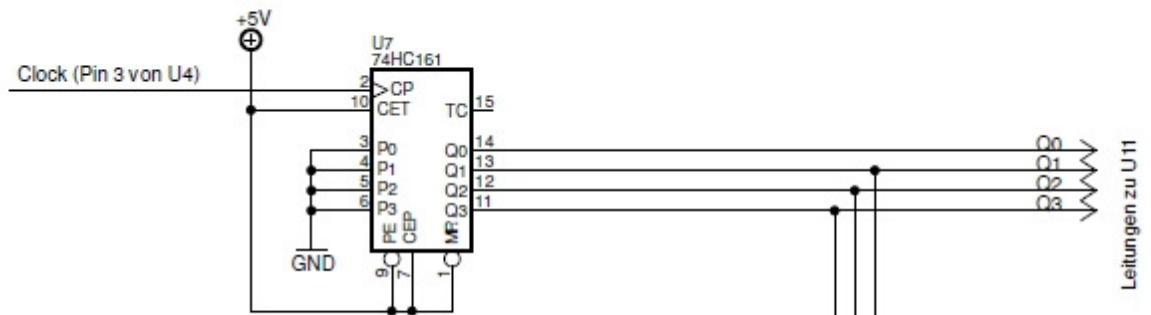 +5V
U7
74HC161
Clock (Pin 3 von U4)
2
CP
10
CET
TC
15
3
P0
Q0
14
Q0
4
P1
Q1
13
Q1
5
P2
Q2
12
Q2
6
P3
Q3
11
Q3
PE
CEP
MR
GND
9
7
1
Leitungen zu U11